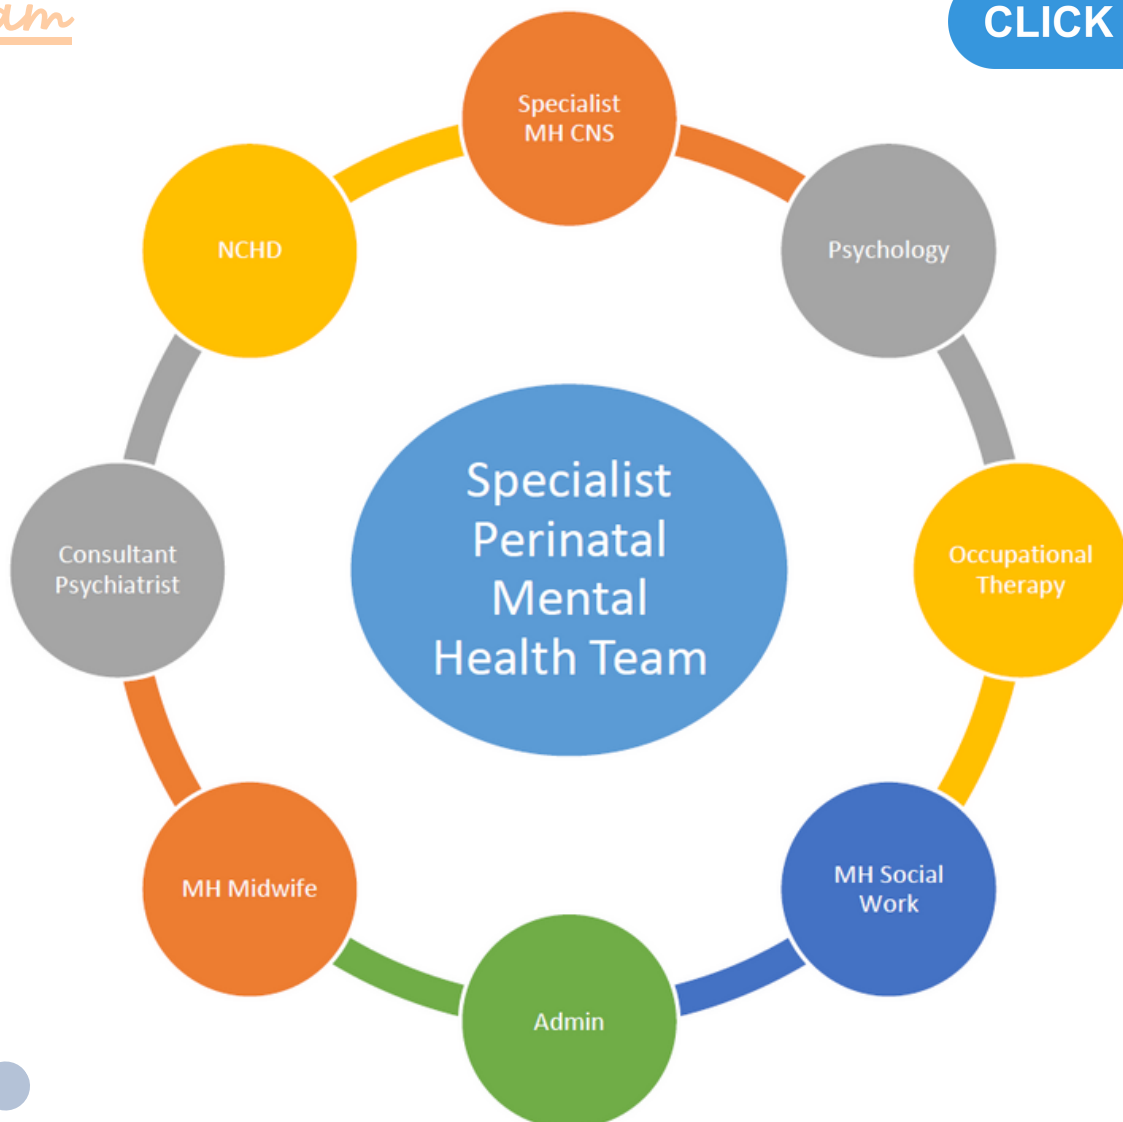 CLICK
Specialist
MH CNS
NCHD
Psychology
Specialist
Perinatal
Mental
Health Team
Consultant
Psychiatrist
Occupational
Therapy
MH Midwife
MH Social
Work
Admin